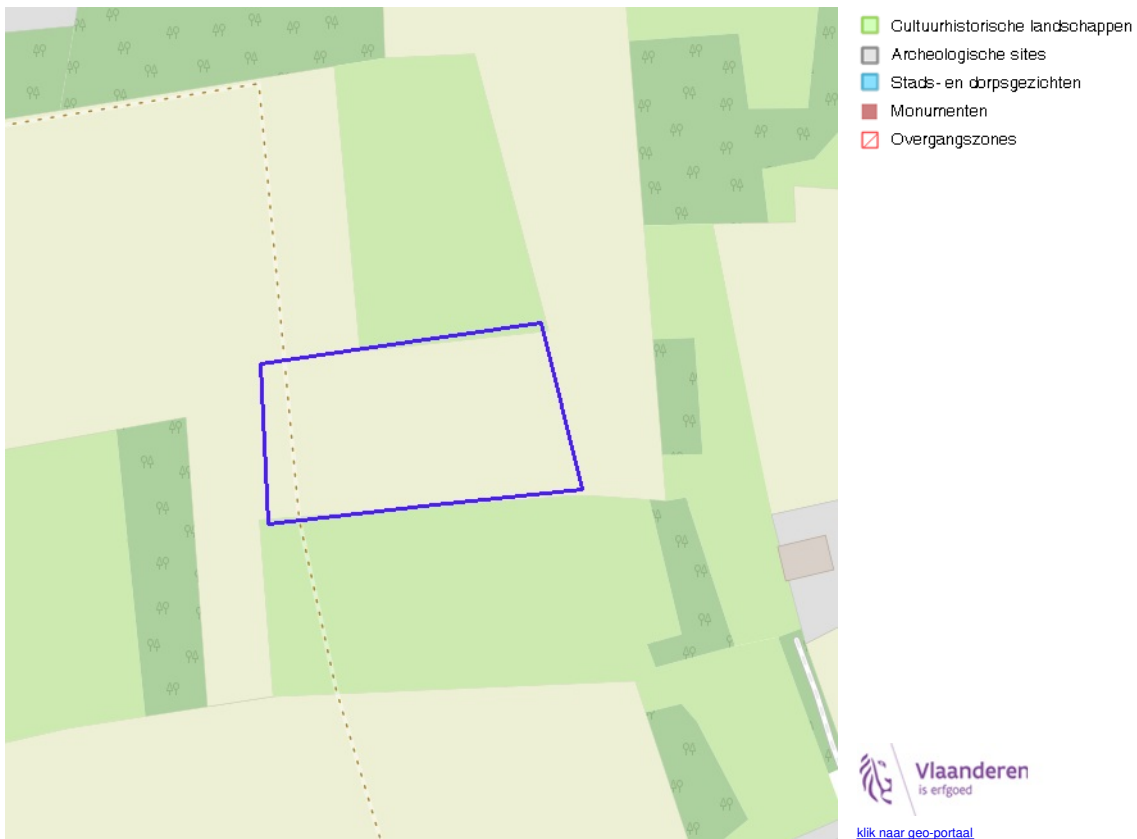 Cultuurhistorische landschappen
Archeologische sites
Stads- en dorpsgezichten
Monumenten
Overgangszones
Vlaanderen
is erfgoed
klik naar geo-portaal